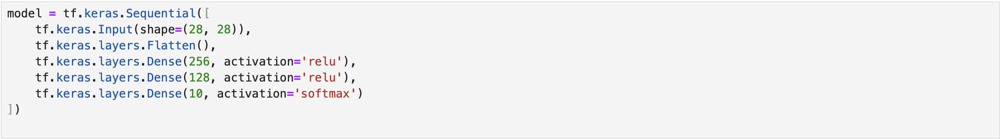 model = tf.keras.Sequential([
    tf.keras.Input(shape=(28, 28)),
    tf.keras.layers.Flatten(),
    tf.keras.layers.Dense(256, activation='relu'),
    tf.keras.layers.Dense(128, activation='relu'),
    tf.keras.layers.Dense(10, activation='softmax')
])